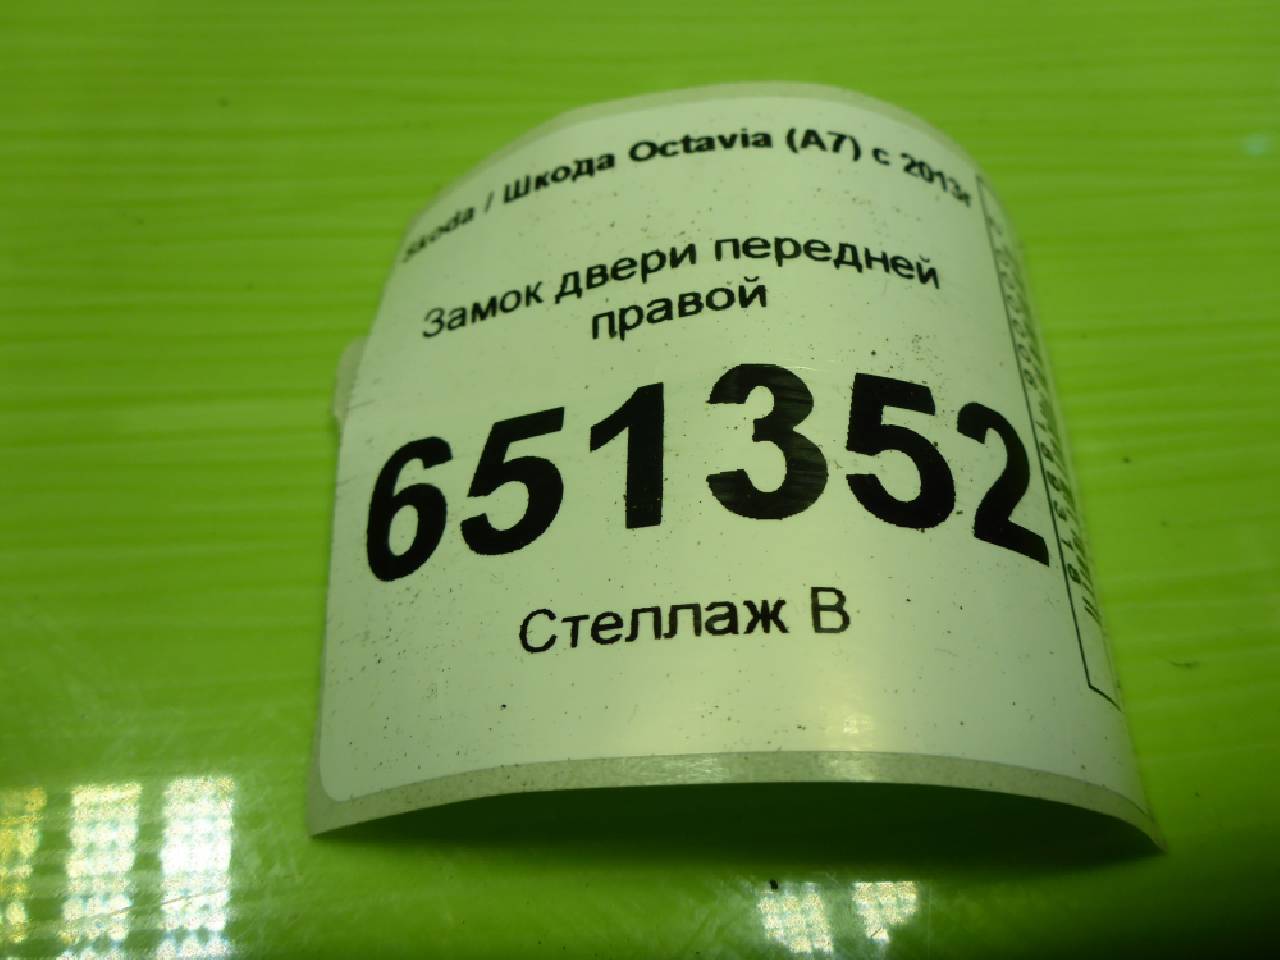 Skoda / Шкода Octavia (A7) с 2013г
Замок двери передней
правой
651352
Стеллаж В